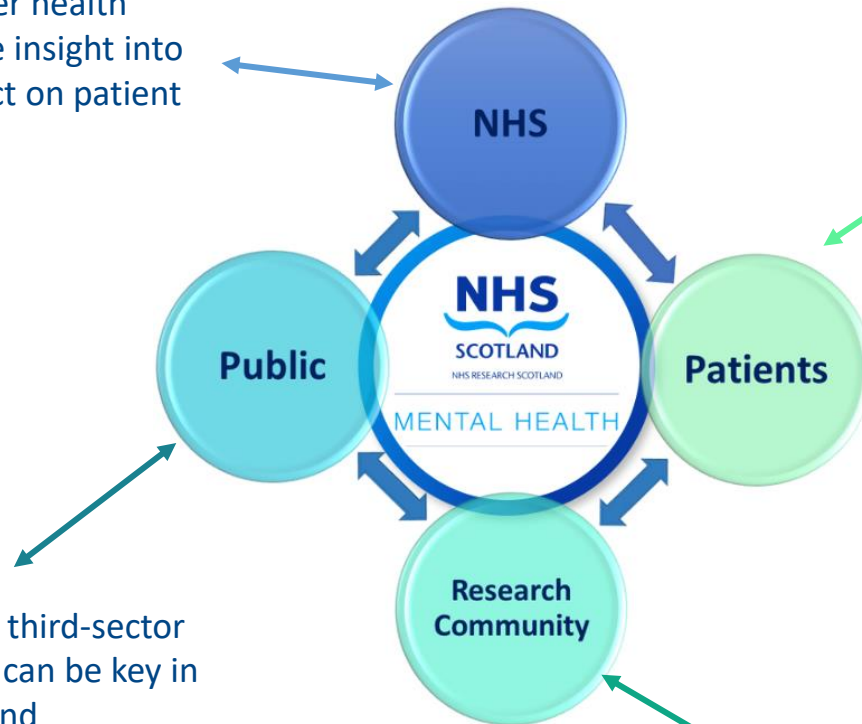 er health
e insight into
ct on patient
NHS
Public
NHS
SCOTLAND
NHS RESEARCH SCOTLAND
MENTAL HEALTH
Patients
Research
Community
third-sector
can be key in
nd